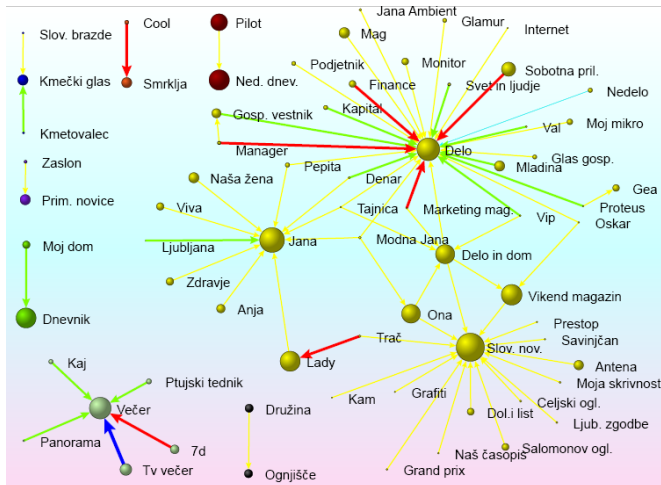 Jana Ambient
Cool
Pilot
Glamur
Internet
Slov. brazde
Mag
Podjetnik
Monitor
Sobotna pril.
Kmečki glas
Smrklja
Ned. dnev.
Finance
Svet in ljudje
Nedelo
Gosp. vestnik
Kapital
Kmetovalec
Val
Moj mikro
Manager
Delo
Zaslon
Pepita
Glas gosp.
Mladina
Naša žena
Denar
Gea
Prim. novice
Viva
Tajnica
Marketing mag.
Vip
Proteus
Oskar
Moj dom
Ljubljana
Jana
Modna Jana
Delo in dom
Zdravje
Vikend magazin
Anja
Ona
Dnevnik
Prestop
Trač
Savinjčan
Slov. nov.
Kaj
Lady
Antena
Ptujski tednik
Moja skrivnost
Večer
Družina
Kam
Grafiti
Celjski ogl.
Dol.i list
Ljub. zgodbe
Panorama
7d
Naš časopis
Salomonov ogl.
Tv večer
Ognjišče
Grand prix